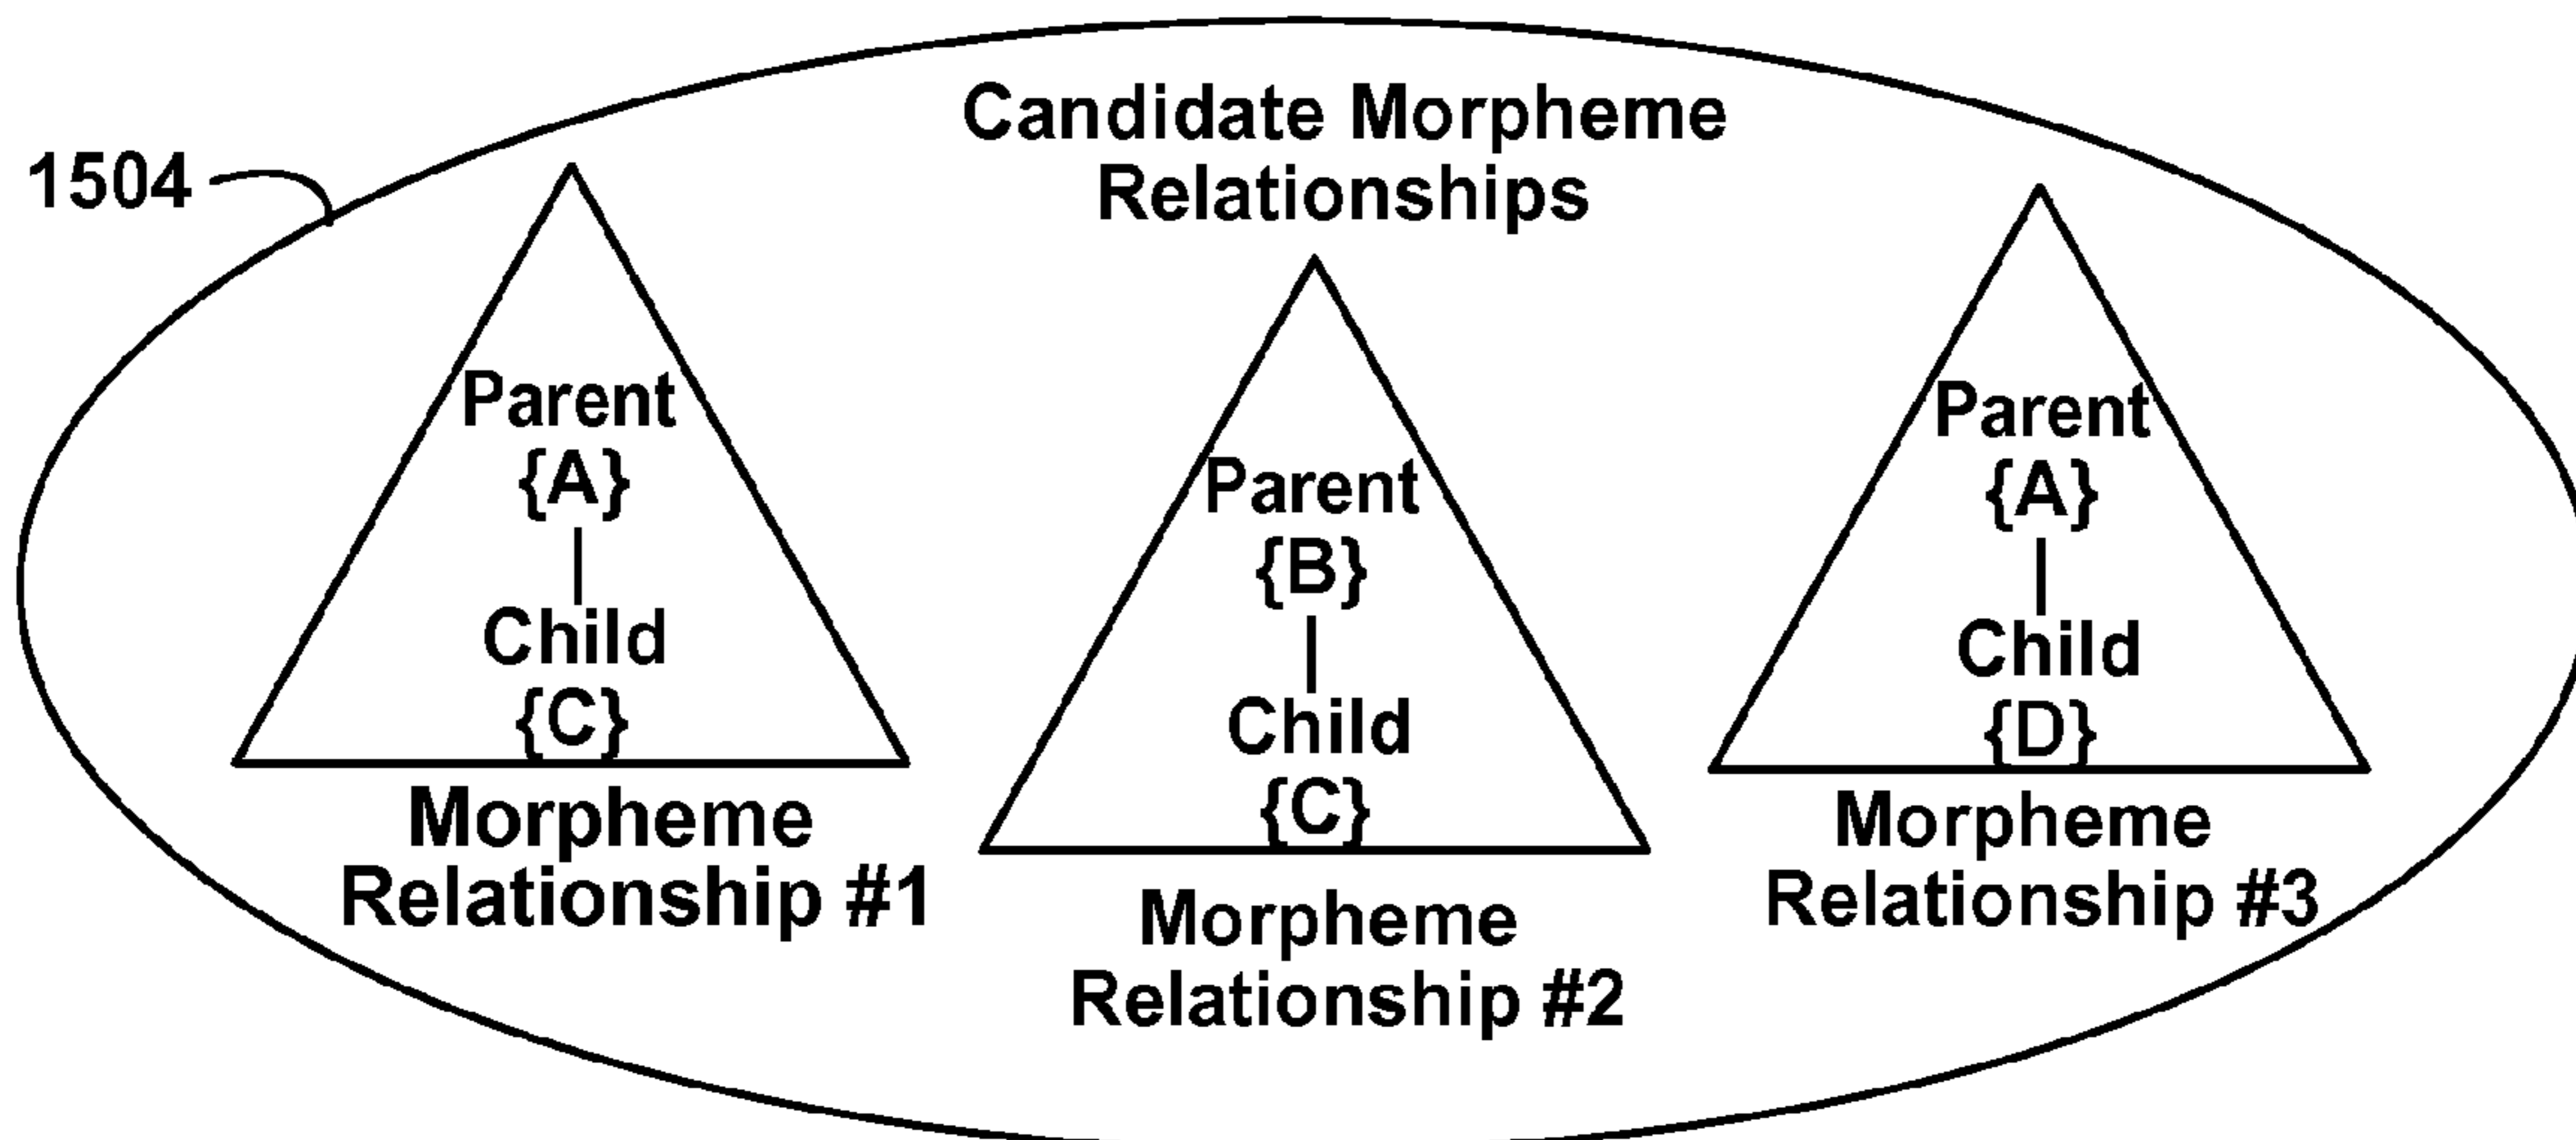 Candidate Morpheme
Relationships
1504
Parent
{A}
Child
{C}
Morpheme
Relationship #1
Parent
{B}
Child
{C}
Morpheme
Relationship #2
Parent
{A}
Child
{D}
Morpheme
Relationship #3